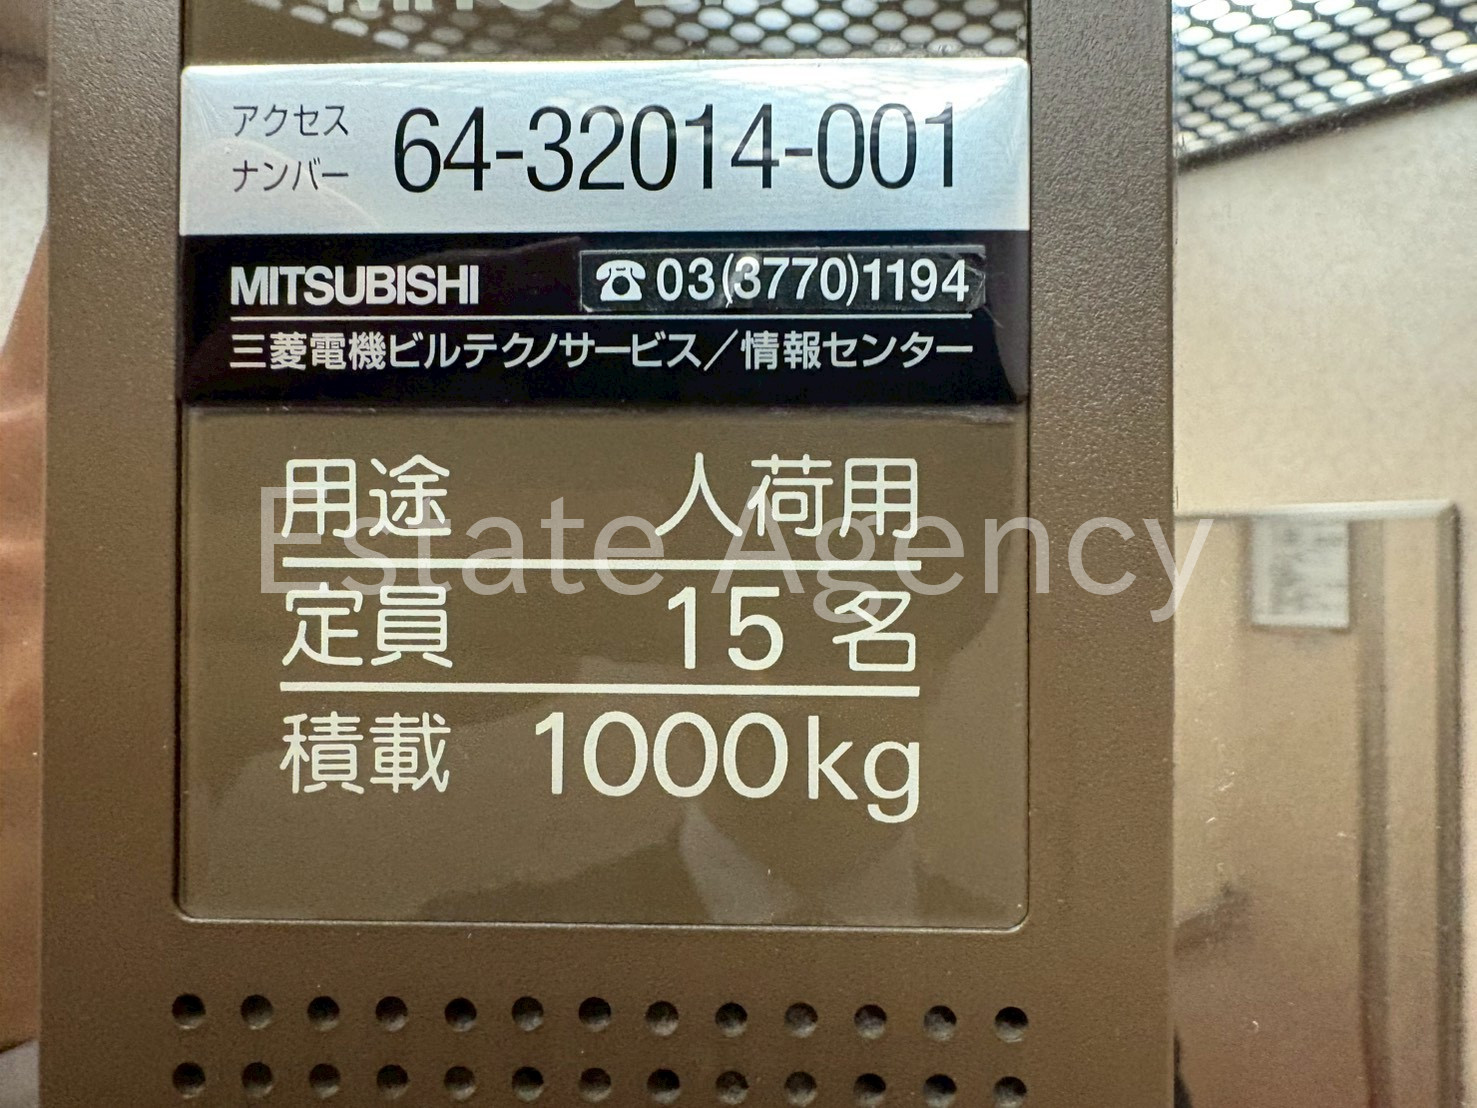 アクセス
ナンバー 64-32014-001
MITSUBISHI ☎03(3770)1194
三菱電機ビルテクノサービス／情報センター
用途 人荷用
Estate Agency
定員 15名
積載 1000kg